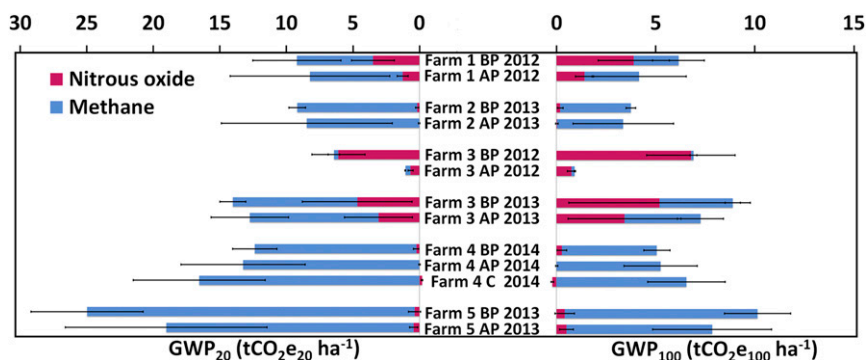 30 25 20 15 10 5 0 0 5 10 15
Nitrous oxide
Methane
Farm 1 BP 2012
Farm 1 AP 2012
Farm 2 BP 2013
Farm 2 AP 2013
Farm 3 BP 2012
Farm 3 AP 2012
Farm 3 BP 2013
Farm 3 AP 2013
Farm 4 BP 2014
Farm 4 AP 2014
Farm 4 C 2014
Farm 5 BP 2013
Farm 5 AP 2013
GWP₂₀ (tCO₂e₂₀ ha⁻¹) GWP₁₀₀ (tCO₂e₁₀₀ ha⁻¹)